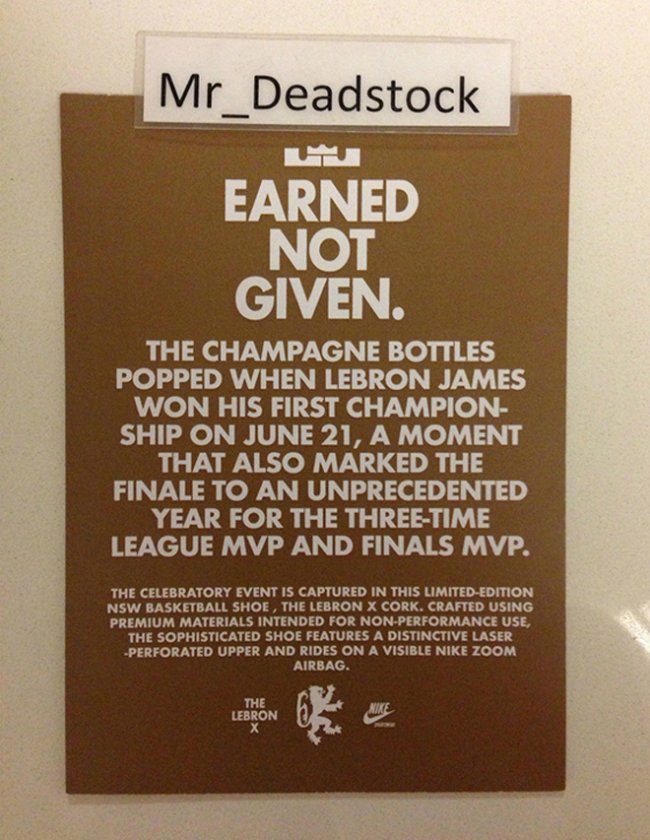 Mr_Deadstock
EARNED
NOT
GIVEN.
THE CHAMPAGNE BOTTLES
POPPED WHEN LEBRON JAMES
WON HIS FIRST CHAMPION-
SHIP ON JUNE 21, A MOMENT
THAT ALSO MARKED THE
FINALE TO AN UNPRECEDENTED
YEAR FOR THE THREE-TIME
LEAGUE MVP AND FINALS MVP.
THE CELEBRATORY EVENT IS CAPTURED IN THIS LIMITED-EDITION
NSW BASKETBALL SHOE , THE LEBRON X CORK. CRAFTED USING
PREMIUM MATERIALS INTENDED FOR NON-PERFORMANCE USE,
THE SOPHISTICATED SHOE FEATURES A DISTINCTIVE LASER
-PERFORATED UPPER AND RIDES ON A VISIBLE NIKE ZOOM
AIRBAG.
THE
LEBRON
X
6
NIKE